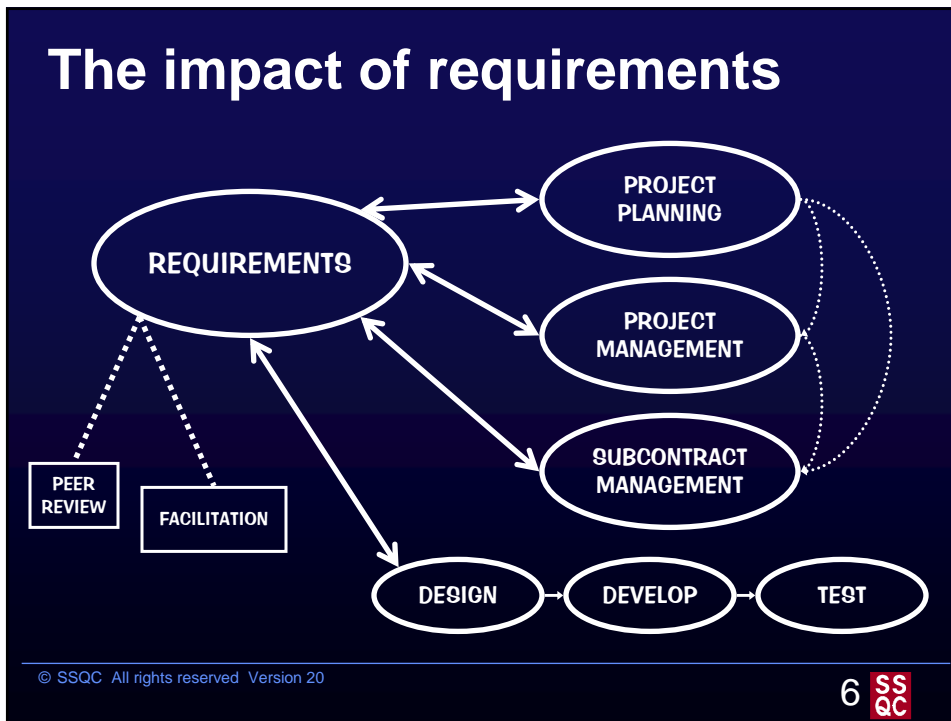 The impact of requirements
PROJECT
PLANNING
REQUIREMENTS
PROJECT
MANAGEMENT
SUBCONTRACT
MANAGEMENT
PEER
REVIEW
FACILITATION
DESIGN
DEVELOP
TEST
© SSQC All rights reserved Version 20
6
SS
QC